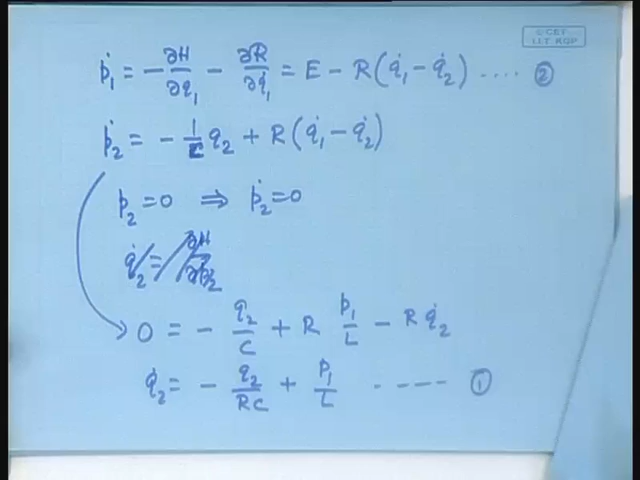 © CET
I.I.T. KGP
ṗ₁ = -∂H/∂q₁ - ∂R/∂q̇₁ = E - R(q̇₁ - q̇₂) .... ②
ṗ₂ = -1/C q₂ + R(q̇₁ - q̇₂)
p₂ = 0 ⇒ ṗ₂ = 0
q̇₂ = ∂H/∂p₂
0 = - q₂/C + R p₁/L - R q̇₂
q̇₂ = - q₂/RC + p₁/L ---- ①